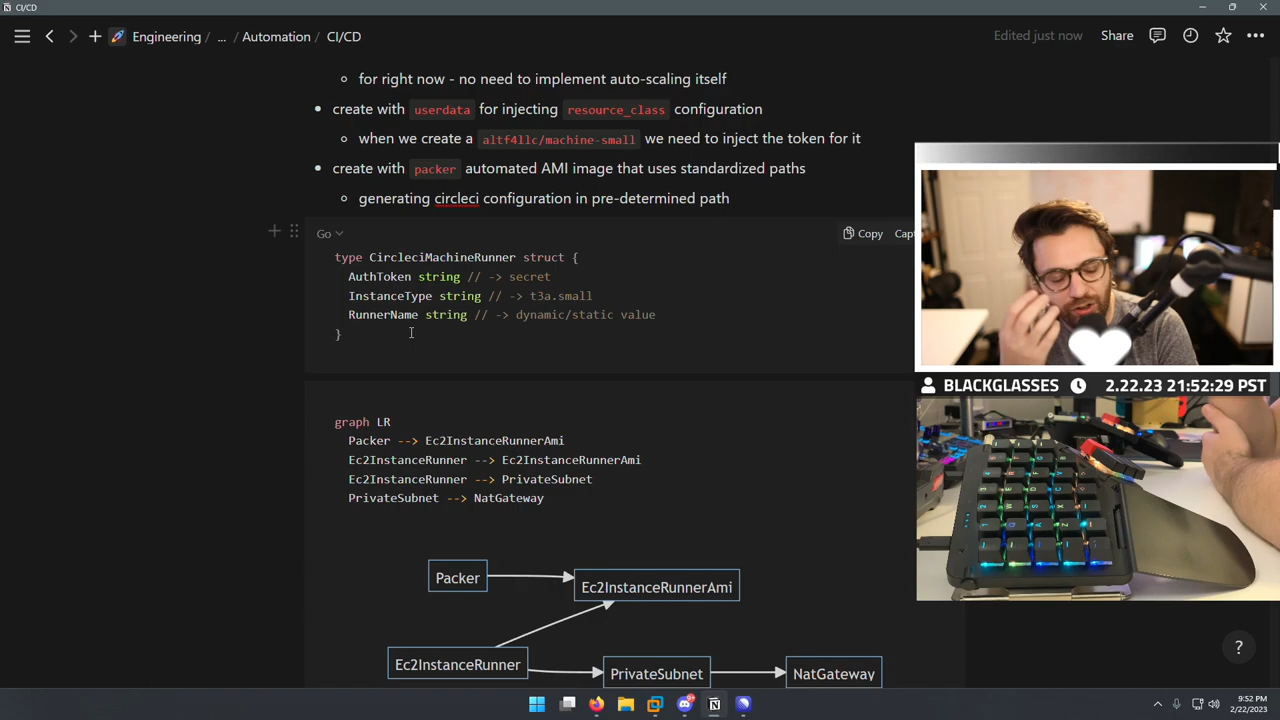 CI/CD
Engineering / ... / Automation / CI/CD
Edited just now
Share
for right now - no need to implement auto-scaling itself
create with userdata for injecting resource_class configuration
when we create a altf4llc/machine-small we need to inject the token for it
create with packer automated AMI image that uses standardized paths
generating circleci configuration in pre-determined path
Go
Copy
Capt
type CircleciMachineRunner struct {
AuthToken string // -> secret
InstanceType string // -> t3a.small
RunnerName string // -> dynamic/static value
}
BLACKGLASSES 2.22.23 21:52:29 PST
graph LR
Packer --> Ec2InstanceRunnerAmi
Ec2InstanceRunner --> Ec2InstanceRunnerAmi
Ec2InstanceRunner --> PrivateSubnet
PrivateSubnet --> NatGateway
Packer
Ec2InstanceRunnerAmi
Ec2InstanceRunner
PrivateSubnet
NatGateway
?
9:52 PM
2/22/2023